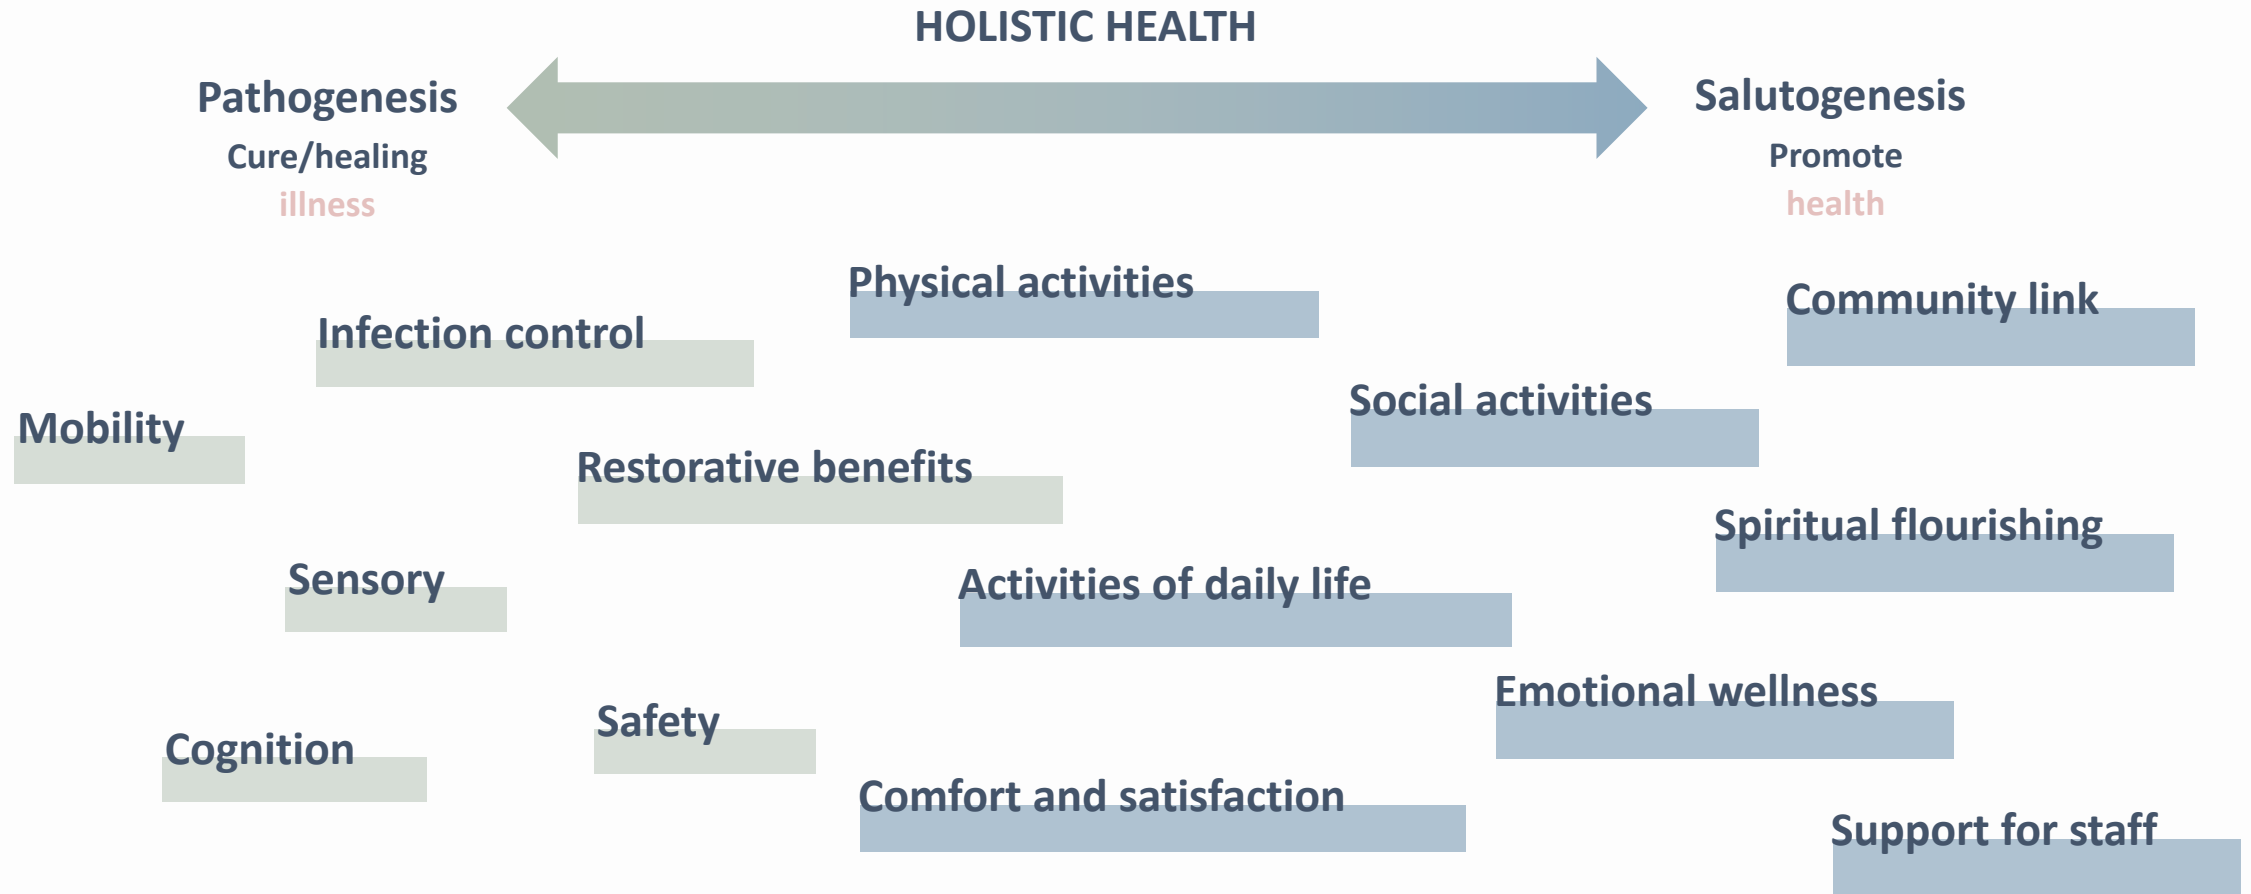 HOLISTIC HEALTH
Pathogenesis
Cure/healing
illness
Salutogenesis
Promote
health
Physical activities
Community link
Infection control
Social activities
Mobility
Restorative benefits
Spiritual flourishing
Sensory
Activities of daily life
Emotional wellness
Safety
Cognition
Comfort and satisfaction
Support for staff